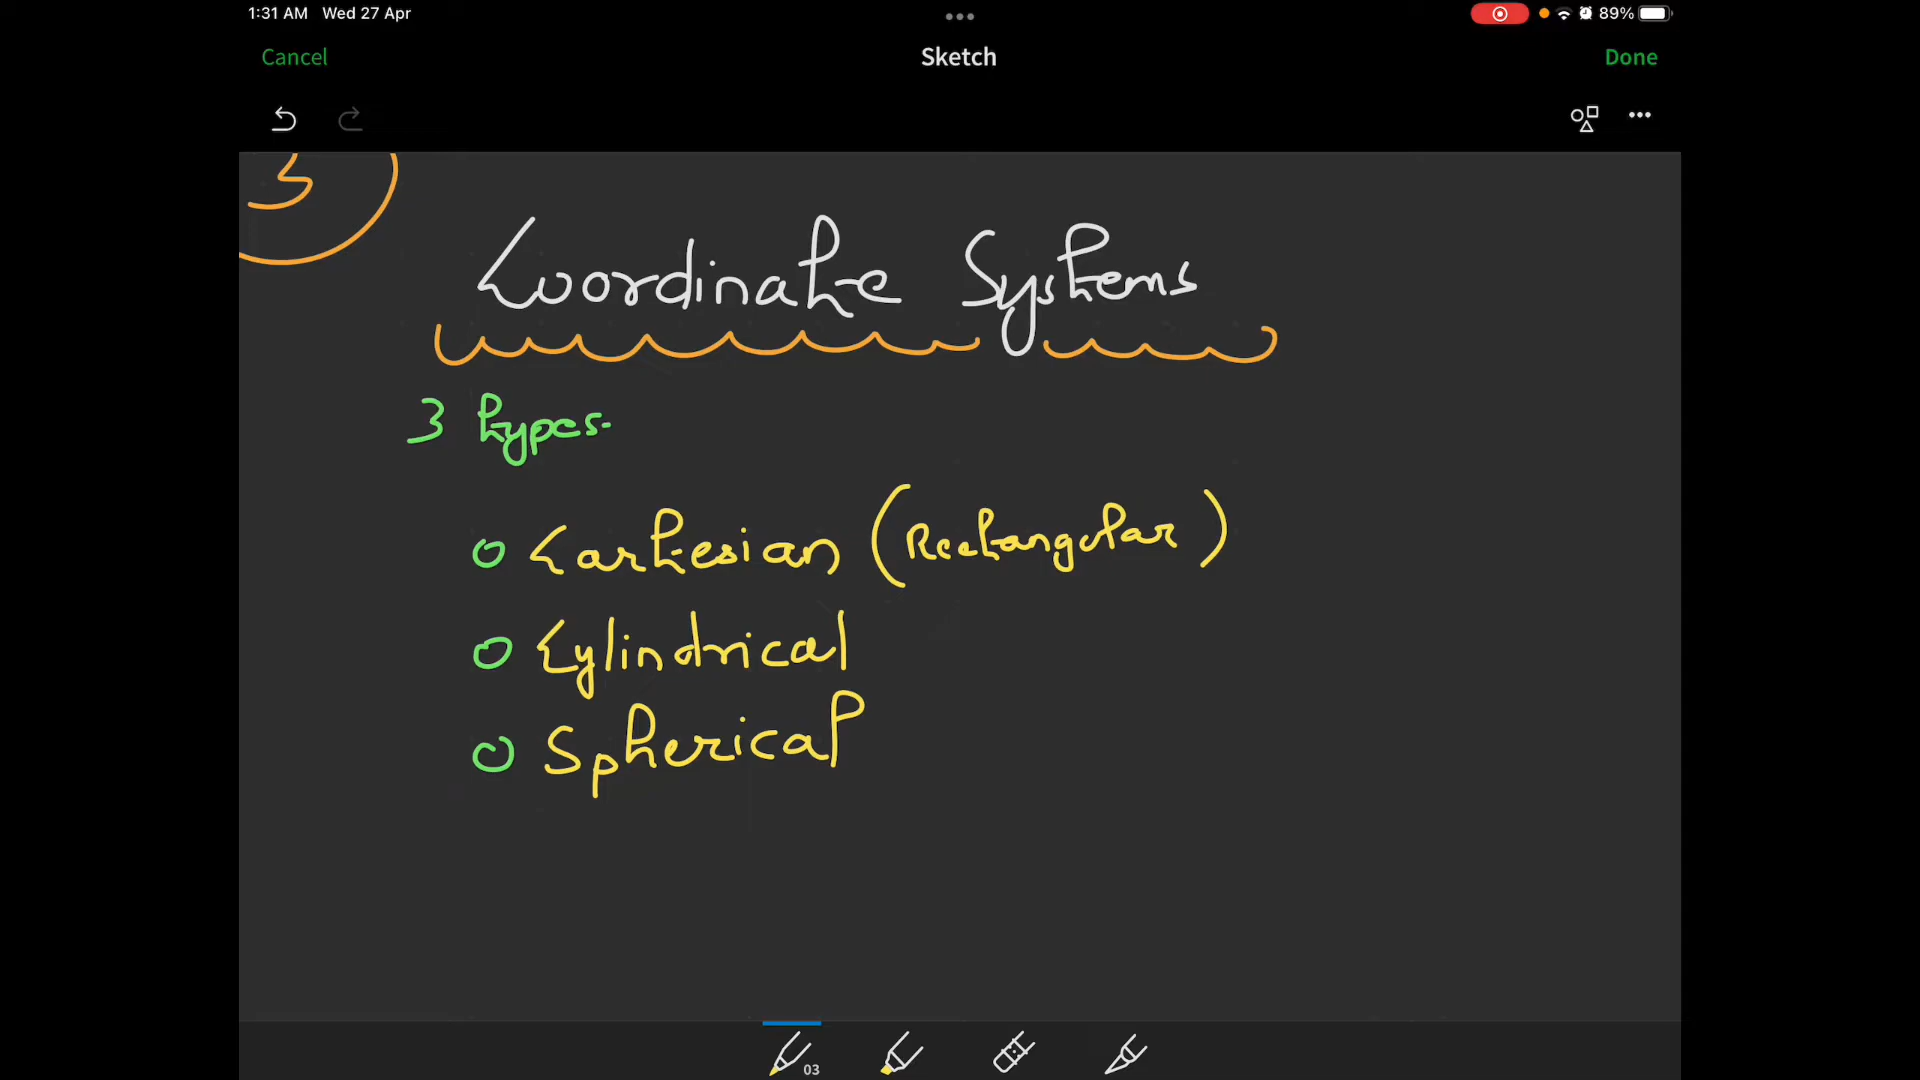 1:31 AM Wed 27 Apr
89%
Cancel
Sketch
Done
3
Coordinate Systems
3 types
Cartesian (Rectangular)
Cylindrical
Spherical
03